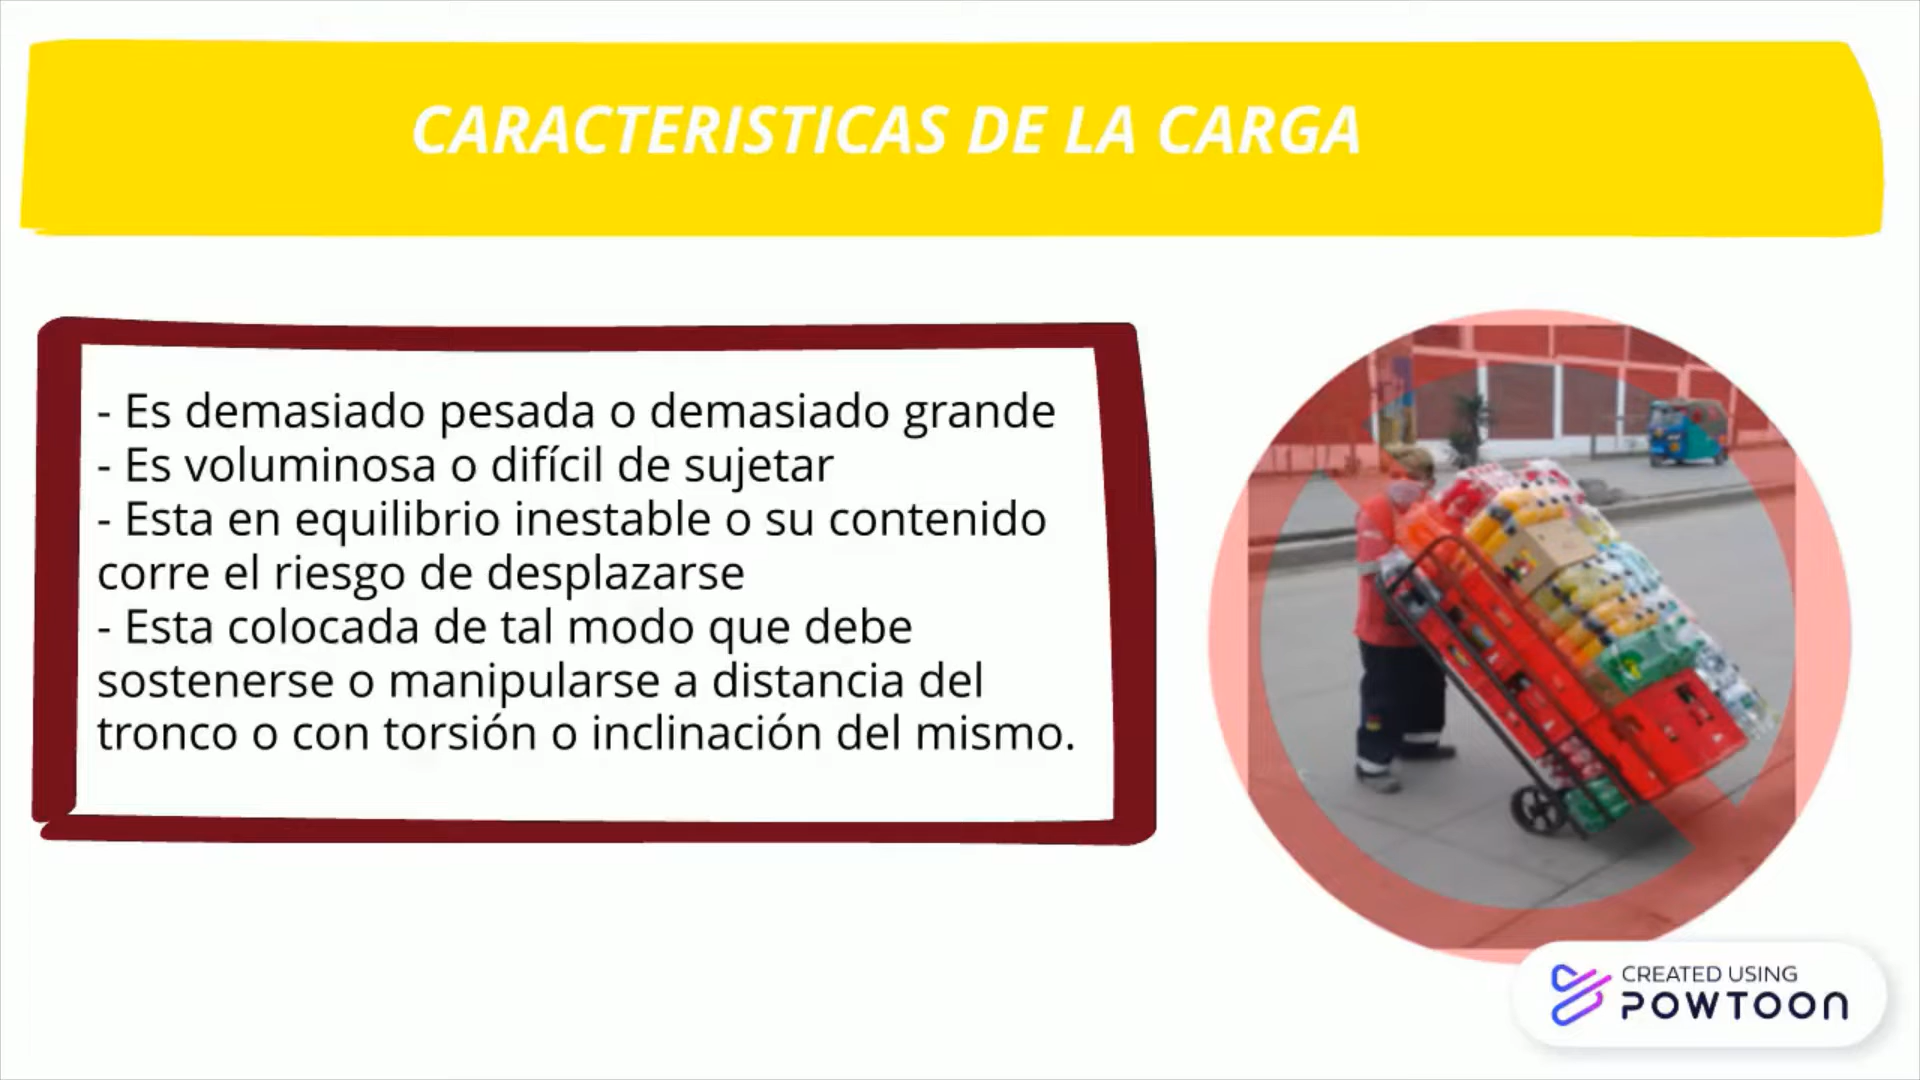 CARACTERISTICAS DE LA CARGA
- Es demasiado pesada o demasiado grande
- Es voluminosa o difícil de sujetar
- Esta en equilibrio inestable o su contenido
corre el riesgo de desplazarse
- Esta colocada de tal modo que debe
sostenerse o manipularse a distancia del
tronco o con torsión o inclinación del mismo.
CREATED USING
POWTOON